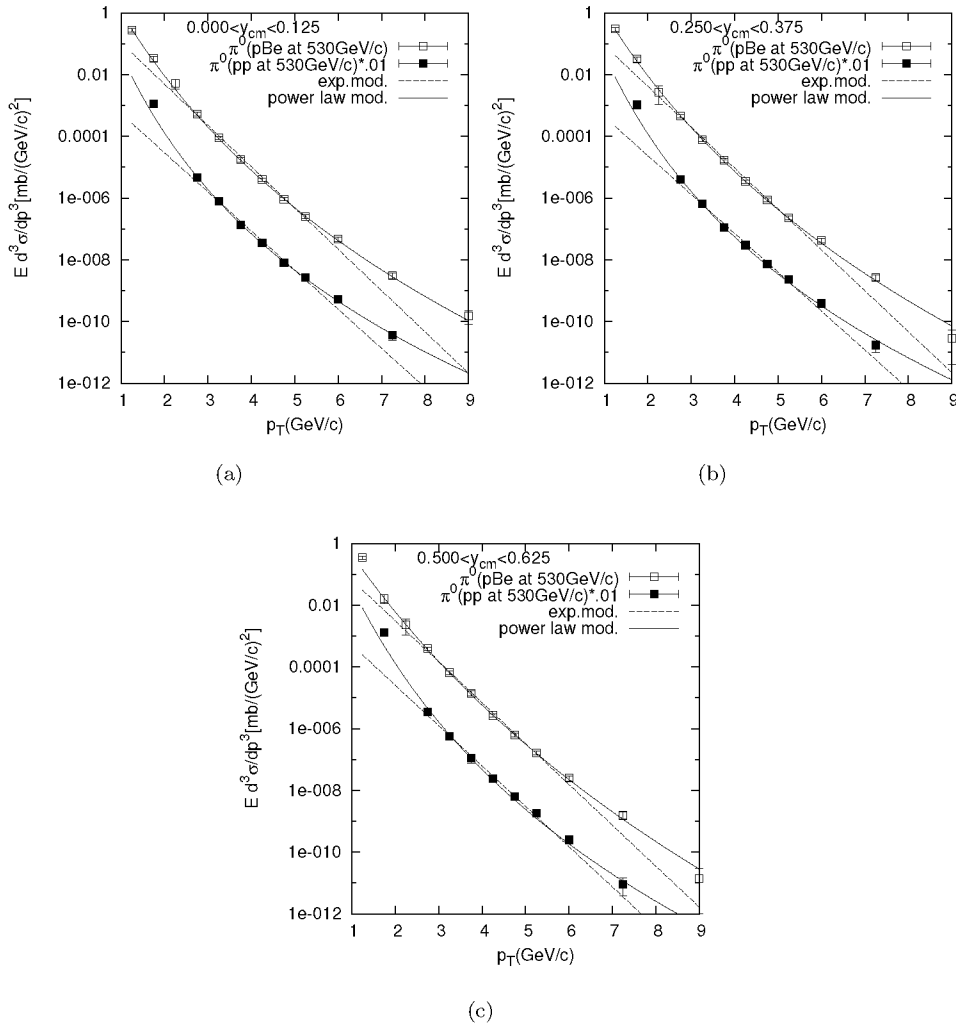 0.000<y_cm<0.125
π^0(pBe at 530GeV/c)
π^0(pp at 530GeV/c)*.01
exp.mod.
power law mod.
1
0.01
0.0001
1e-006
1e-008
1e-010
1e-012
E d^3σ/dp^3[mb/(GeV/c)^2]
1 2 3 4 5 6 7 8 9
p_T(GeV/c)
(a)
0.250<y_cm<0.375
π^0(pBe at 530GeV/c)
π^0(pp at 530GeV/c)*.01
exp.mod.
power law mod.
1
0.01
0.0001
1e-006
1e-008
1e-010
1e-012
E d^3σ/dp^3[mb/(GeV/c)^2]
1 2 3 4 5 6 7 8 9
p_T(GeV/c)
(b)
0.500<y_cm<0.625
π^0(pBe at 530GeV/c)
π^0(pp at 530GeV/c)*.01
exp.mod.
power law mod.
1
0.01
0.0001
1e-006
1e-008
1e-010
1e-012
E d^3σ/dp^3[mb/(GeV/c)^2]
1 2 3 4 5 6 7 8 9
p_T(GeV/c)
(c)